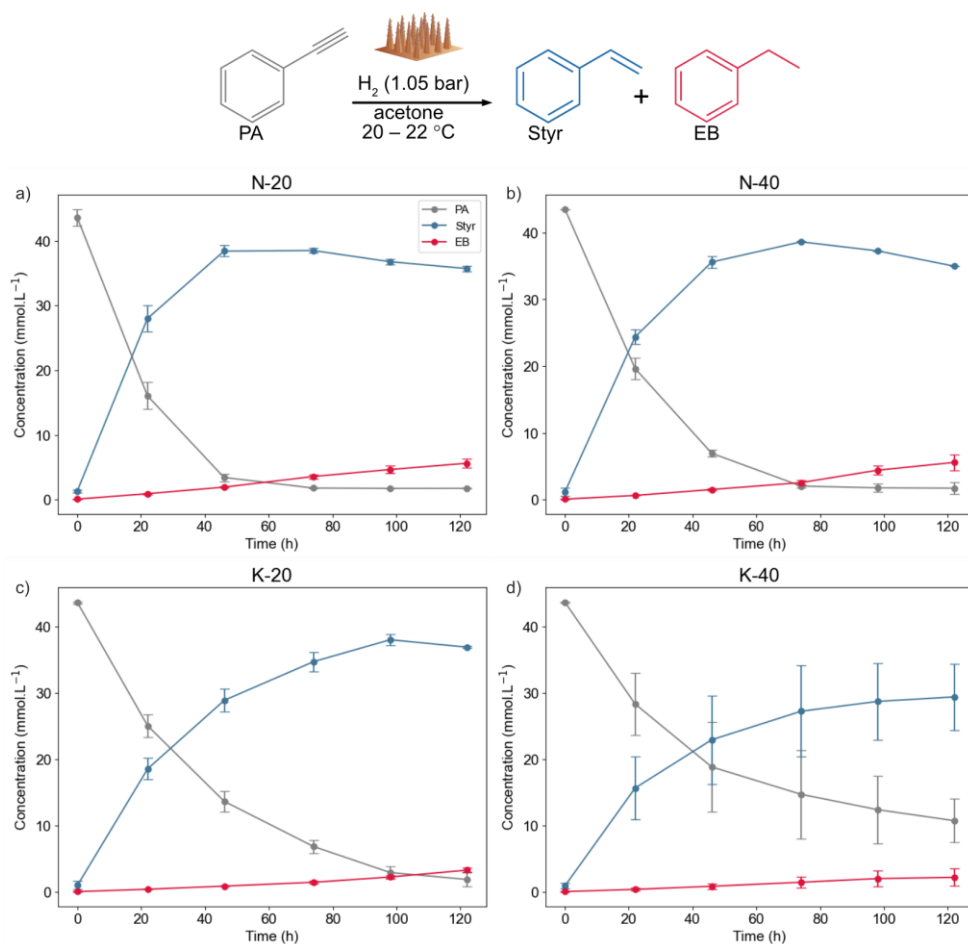 H₂ (1.05 bar)
acetone
20 – 22 °C
PA
Styr
+
EB
a)
N-20
Concentration (mmol.L⁻¹)
40
30
20
10
0
PA
Styr
EB
0 20 40 60 80 100 120
Time (h)
b)
N-40
Concentration (mmol.L⁻¹)
40
30
20
10
0
0 20 40 60 80 100 120
Time (h)
c)
K-20
Concentration (mmol.L⁻¹)
40
30
20
10
0
0 20 40 60 80 100 120
Time (h)
d)
K-40
Concentration (mmol.L⁻¹)
40
30
20
10
0
0 20 40 60 80 100 120
Time (h)